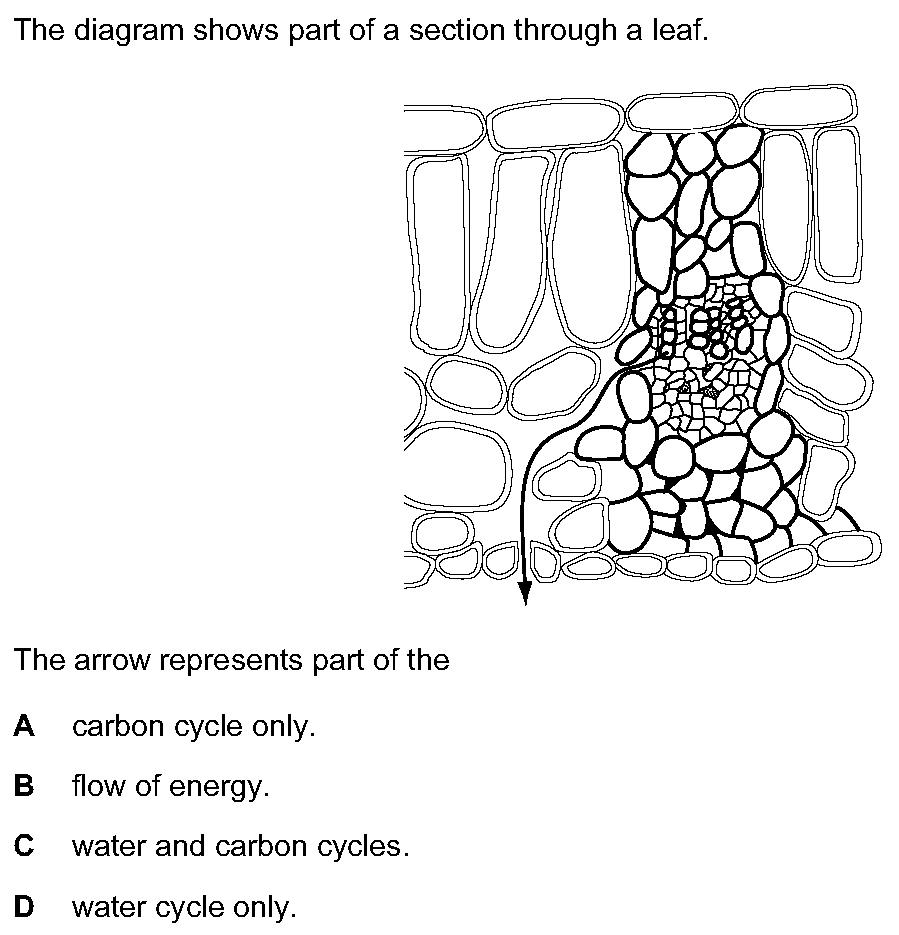 The diagram shows part of a section through a leaf.
The arrow represents part of the
A carbon cycle only.
B flow of energy.
C water and carbon cycles.
D water cycle only.